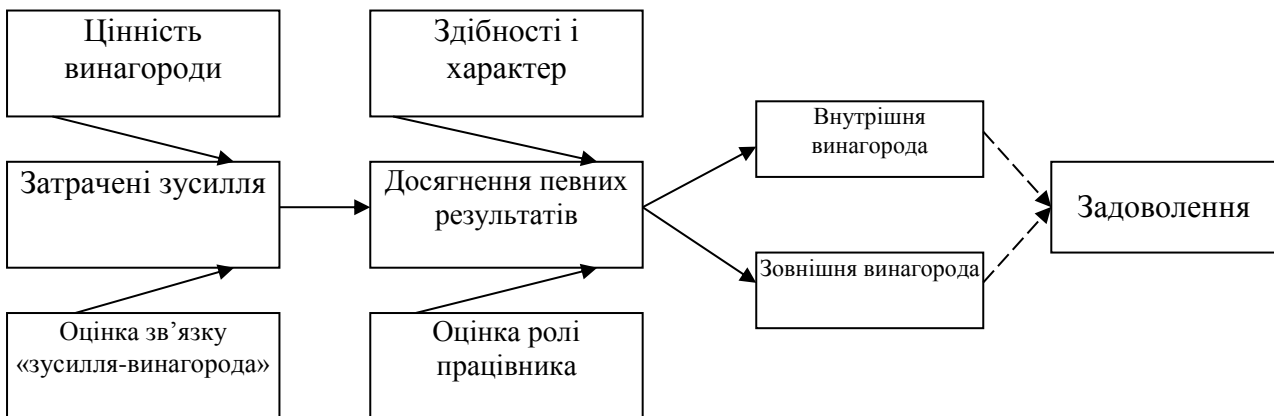 Цінність
винагороди
Здібності і
характер
Затрачені зусилля
Досягнення певних
результатів
Внутрішня
винагорода
Зовнішня винагорода
Задоволення
Оцінка зв’язку
«зусилля-винагорода»
Оцінка ролі
працівника